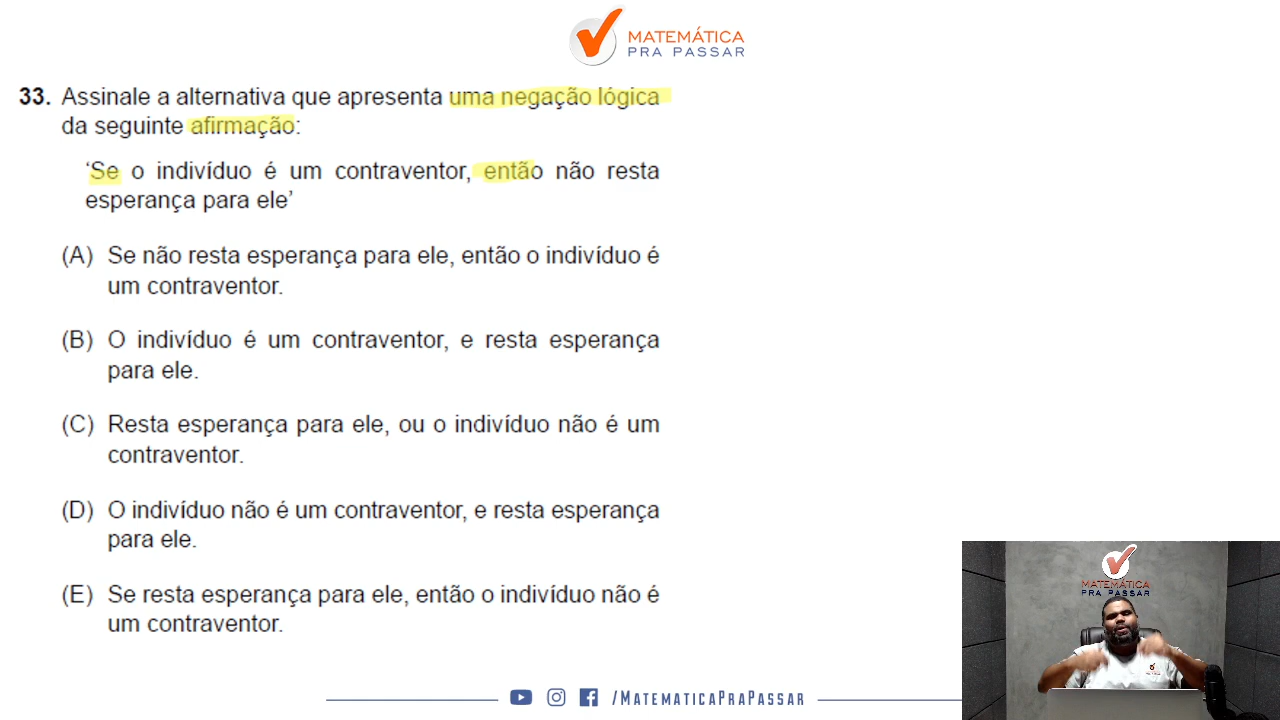 MATEMÁTICA
PRA PASSAR
33. Assinale a alternativa que apresenta uma negação lógica
da seguinte afirmação:
‘Se o indivíduo é um contraventor, então não resta
esperança para ele’
(A) Se não resta esperança para ele, então o indivíduo é
um contraventor.
(B) O indivíduo é um contraventor, e resta esperança
para ele.
(C) Resta esperança para ele, ou o indivíduo não é um
contraventor.
(D) O indivíduo não é um contraventor, e resta esperança
para ele.
(E) Se resta esperança para ele, então o indivíduo não é
um contraventor.
MATEMÁTICA
PRA PASSAR
/MATEMATICAPRAPASSAR